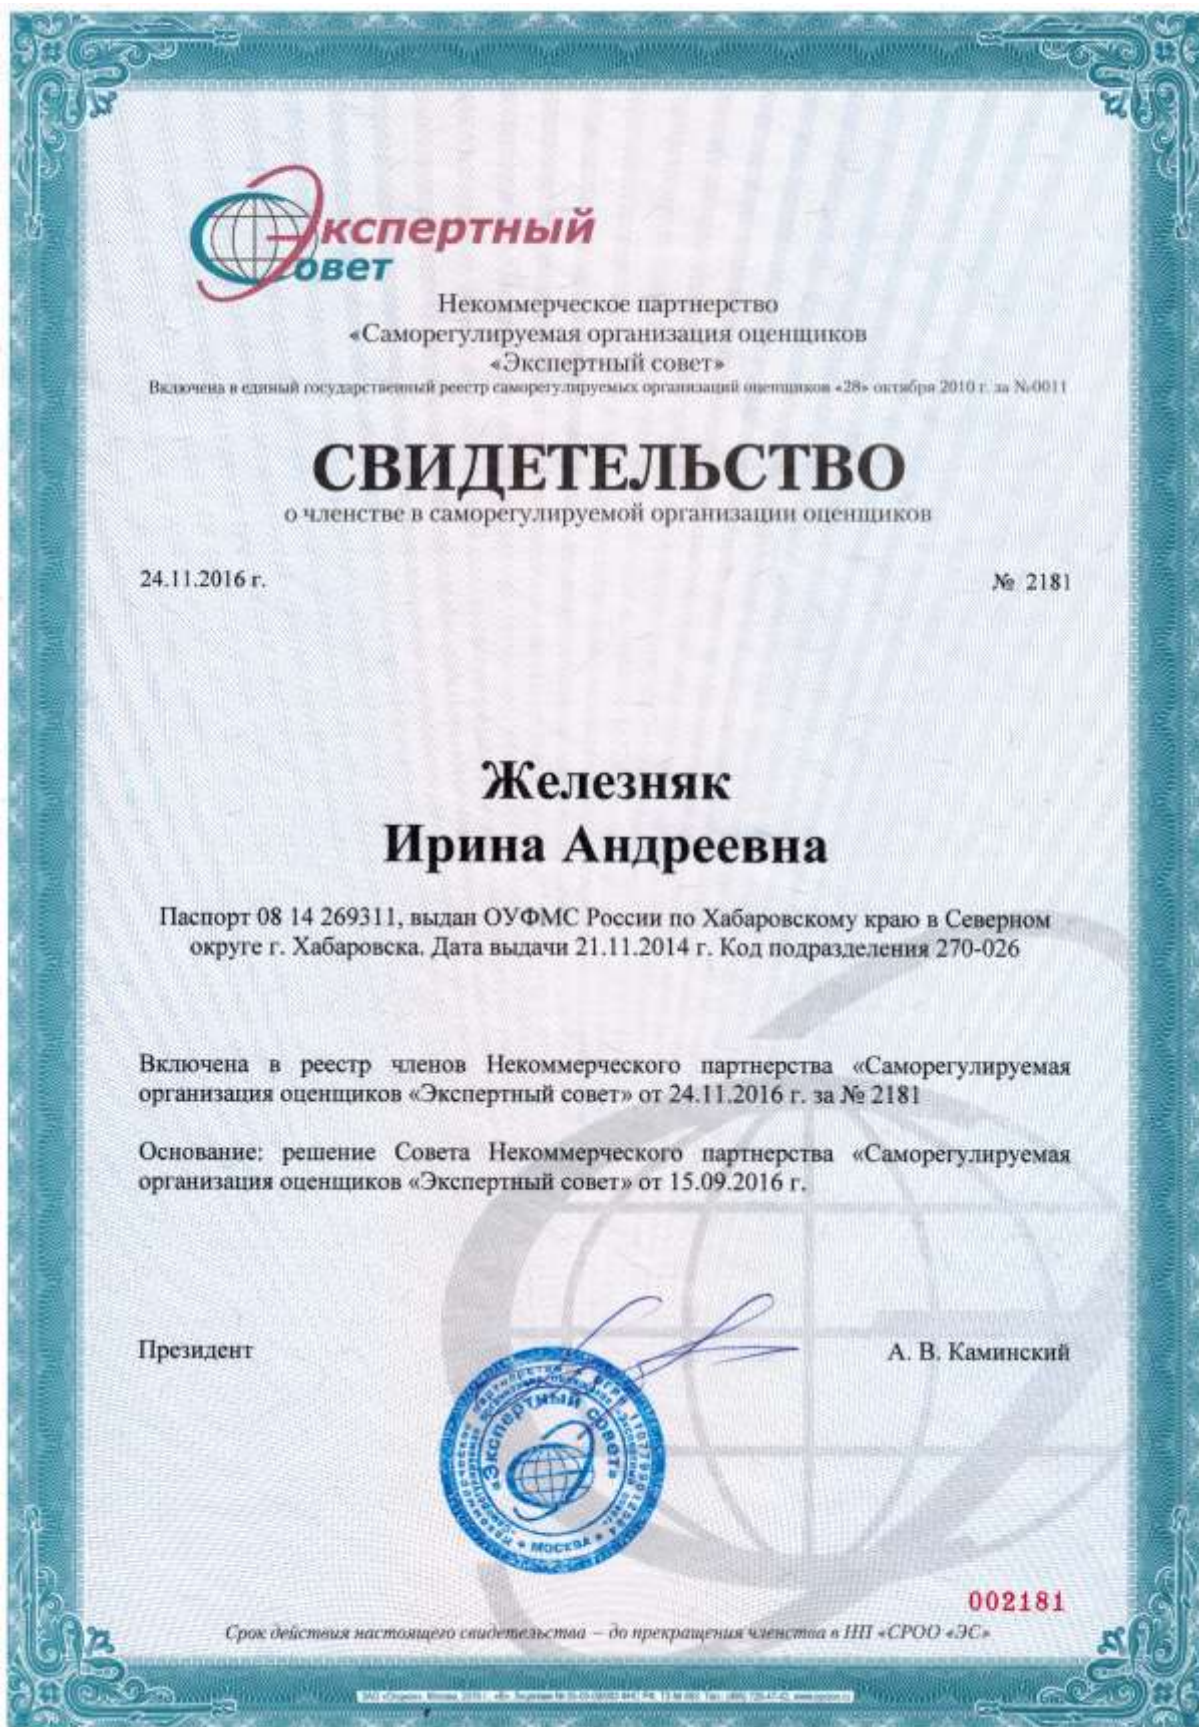 Экспертный
Совет
Некоммерческое партнерство
«Саморегулируемая организация оценщиков
«Экспертный совет»
Включена в единый государственный реестр саморегулируемых организаций оценщиков «28» октября 2010 г. за №0011
СВИДЕТЕЛЬСТВО
о членстве в саморегулируемой организации оценщиков
24.11.2016 г.
№ 2181
Железняк
Ирина Андреевна
Паспорт 08 14 269311, выдан ОУФМС России по Хабаровскому краю в Северном
округе г. Хабаровска. Дата выдачи 21.11.2014 г. Код подразделения 270-026
Включена в реестр членов Некоммерческого партнерства «Саморегулируемая
организация оценщиков «Экспертный совет» от 24.11.2016 г. за № 2181
Основание: решение Совета Некоммерческого партнерства «Саморегулируемая
организация оценщиков «Экспертный совет» от 15.09.2016 г.
Президент
А. В. Каминский
«Экспертный совет»
МОСКВА
002181
Срок действия настоящего свидетельства – до прекращения членства в НП «СРОО «ЭС»